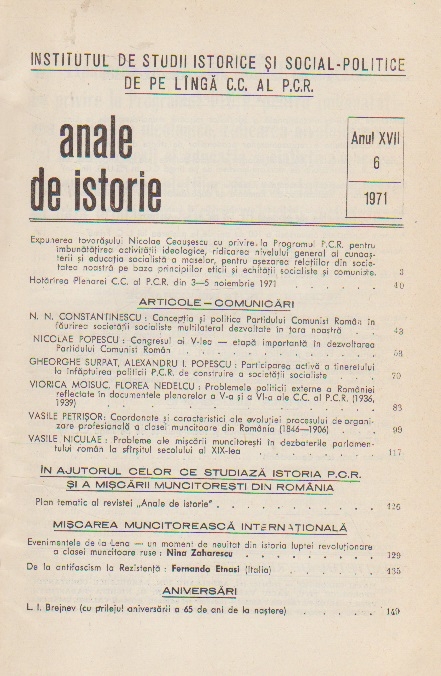 INSTITUTUL DE STUDII ISTORICE ȘI SOCIAL-POLITICE
DE PE LÎNGĂ C.C. AL P.C.R.
anale
de istorie
Anul XVII
6
1971
Expunerea tovarășului Nicolae Ceaușescu cu privire la Programul P.C.R. pentru
îmbunătățirea activității ideologice, ridicarea nivelului general al cunoaș-
terii și educația socialistă a maselor, pentru așezarea relațiilor din socie-
tatea noastră pe baza principiilor eticii și echității socialiste și comuniste. 3
Hotărîrea Plenarei C.C. al P.C.R. din 3—5 noiembrie 1971 . . . . . . 40
ARTICOLE — COMUNICĂRI
N. N. CONSTANTINESCU : Concepția și politica Partidului Comunist Român în
făurirea societății socialiste multilateral dezvoltate în țara noastră . . 43
NICOLAE POPESCU : Congresul al V-lea — etapă importantă în dezvoltarea
Partidului Comunist Român . . . . . . . . . . 58
GHEORGHE SURPAT, ALEXANDRU I. POPESCU : Participarea activă a tineretului
la înfăptuirea politicii P.C.R. de construire a societății socialiste . . . 70
VIORICA MOISUC, FLOREA NEDELCU : Problemele politicii externe a României
reflectate în documentele plenarelor a V-a și a VI-a ale C.C. al P.C.R. (1936,
1939) . . . . . . . . . . . . . . 83
VASILE PETRIȘOR: Coordonate și caracteristici ale evoluției procesului de organi-
zare profesională a clasei muncitoare din România (1846—1906) . . . 99
VASILE NICULAE : Probleme ale mișcării muncitorești în dezbaterile parlamen-
tului român la sfîrșitul secolului al XIX-lea . . . . . . 117
ÎN AJUTORUL CELOR CE STUDIAZĂ ISTORIA P.C.R.
ȘI A MIȘCĂRII MUNCITOREȘTI DIN ROMÂNIA
Plan tematic al revistei „Anale de istorie“ . . . . . . . . 126
MIȘCAREA MUNCITOREASCĂ INTERNAȚIONALĂ
Evenimentele de la Lena — un moment de neuitat din istoria luptei revoluționare
a clasei muncitoare ruse : Nina Zaharescu . . . . . . . 129
De la antifascism la Rezistență : Fernando Etnasi (Italia) . . . . . 135
ANIVERSĂRI
L. I. Brejnev (cu prilejul aniversării a 65 de ani de la naștere) . . . . . 149